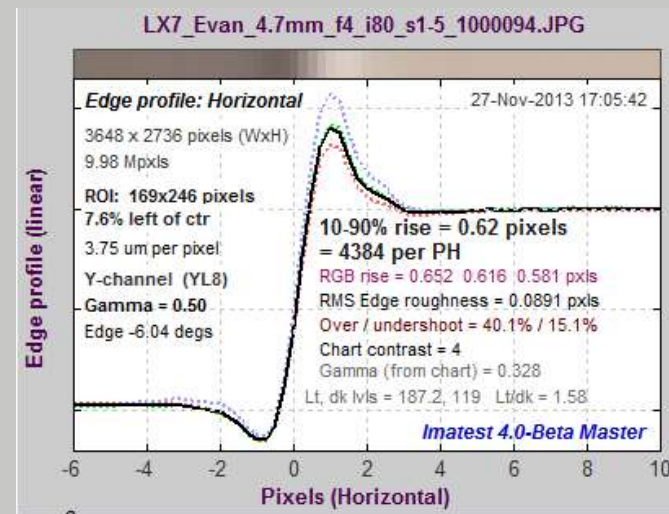 LX7_Evan_4.7mm_f4_i80_s1-5_1000094.JPG
Edge profile: Horizontal
27-Nov-2013 17:05:42
3648 x 2736 pixels (WxH)
9.98 Mpxls
ROI: 169x246 pixels
7.6% left of ctr
3.75 um per pixel
Y-channel (YL8)
Gamma = 0.50
Edge -6.04 degs
10-90% rise = 0.62 pixels
= 4384 per PH
RGB rise = 0.652 0.616 0.581 pxls
RMS Edge roughness = 0.0891 pxls
Over / undershoot = 40.1% / 15.1%
Chart contrast = 4
Gamma (from chart) = 0.328
Lt, dk lvls = 187.2, 119 Lt/dk = 1.58
Imatest 4.0-Beta Master
Edge profile (linear)
-6 -4 -2 0 2 4 6 8 10
Pixels (Horizontal)